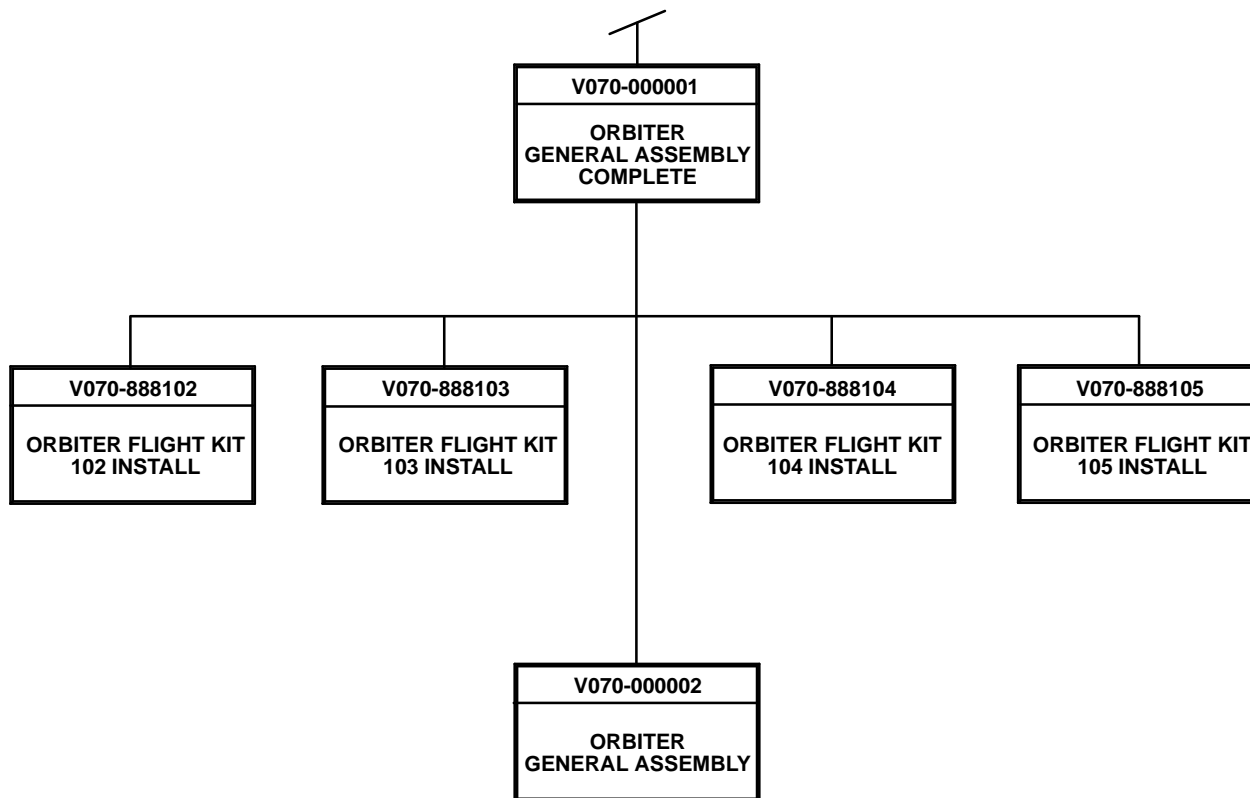 V070-000001
ORBITER
GENERAL ASSEMBLY
COMPLETE
V070-888102
ORBITER FLIGHT KIT
102 INSTALL
V070-888103
ORBITER FLIGHT KIT
103 INSTALL
V070-888104
ORBITER FLIGHT KIT
104 INSTALL
V070-888105
ORBITER FLIGHT KIT
105 INSTALL
V070-000002
ORBITER
GENERAL ASSEMBLY